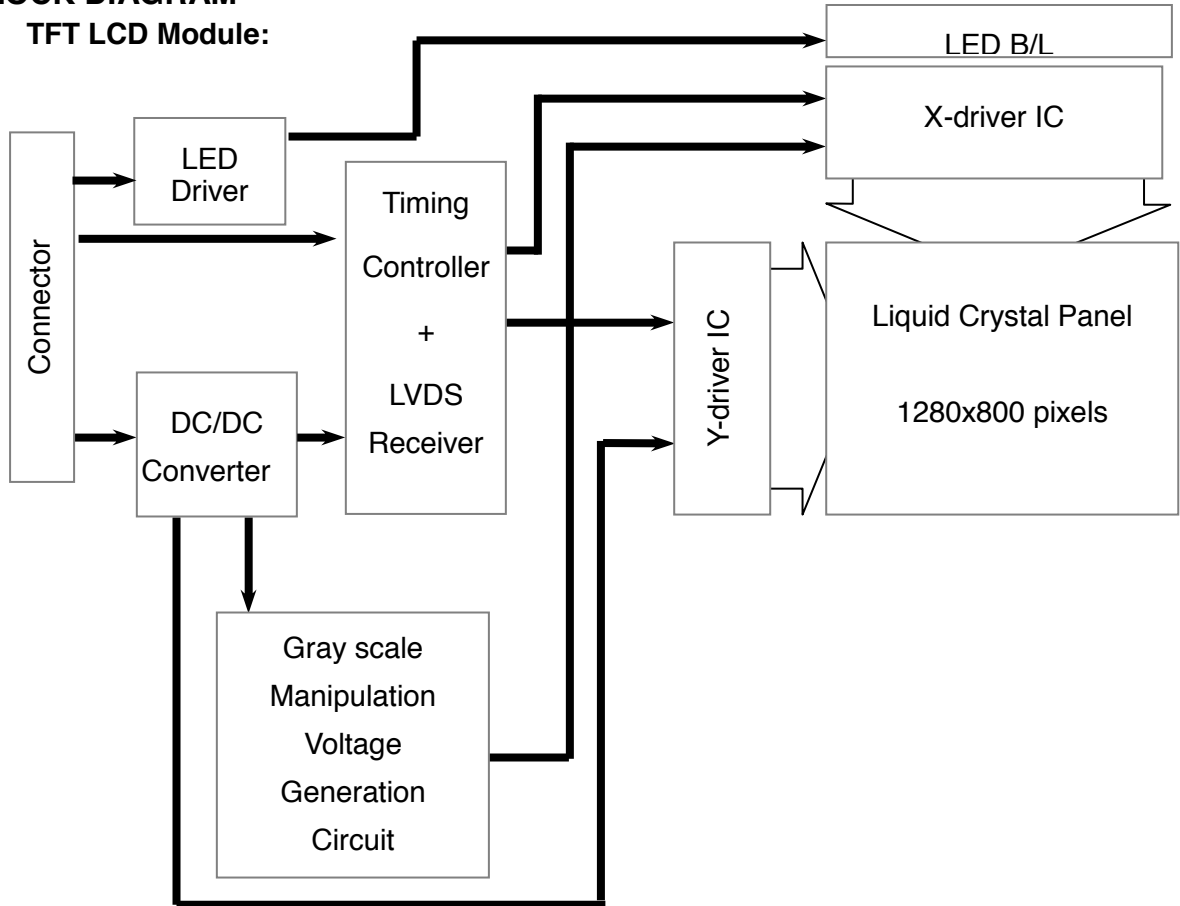 TFT LCD Module:
LED B/L
X-driver IC
LED
Driver
Connector
Timing
Controller
+
LVDS
Receiver
DC/DC
Converter
Y-driver IC
Liquid Crystal Panel
1280x800 pixels
Gray scale
Manipulation
Voltage
Generation
Circuit